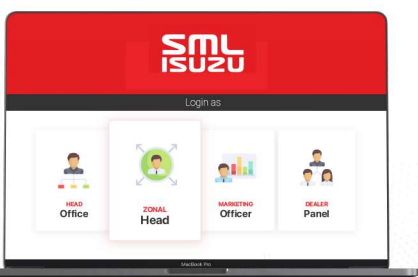 SML
ISUZU
Login as
HEAD
Office
ZONAL
Head
MARKETING
Officer
DEALER
Panel
MacBook Pro